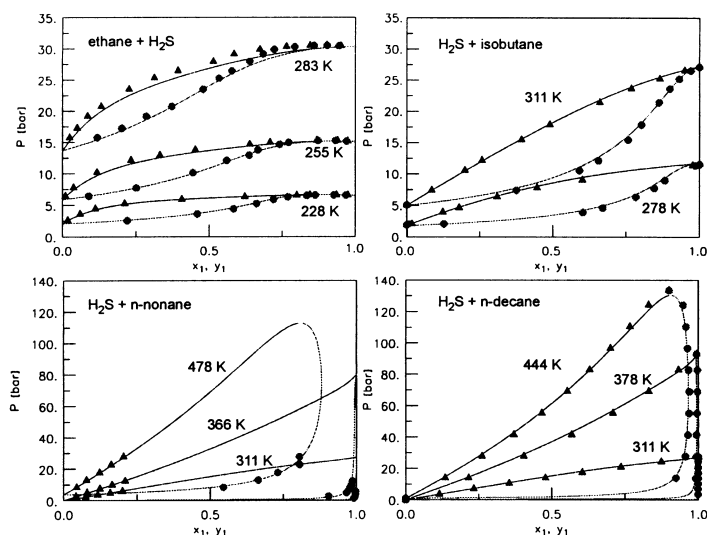 ethane + H2S
P [bar]
35.
30.
25.
20.
15.
10.
5.
0.
283 K
255 K
228 K
0.0
0.5
1.0
x1, y1
H2S + isobutane
P [bar]
35.
30.
25.
20.
15.
10.
5.
0.
311 K
278 K
0.0
0.5
1.0
x1, y1
H2S + n-nonane
P [bar]
140.
120.
100.
80.
60.
40.
20.
0.
478 K
366 K
311 K
0.0
0.5
1.0
x1, y1
H2S + n-decane
P [bar]
140.
120.
100.
80.
60.
40.
20.
0.
444 K
378 K
311 K
0.0
0.5
1.0
x1, y1